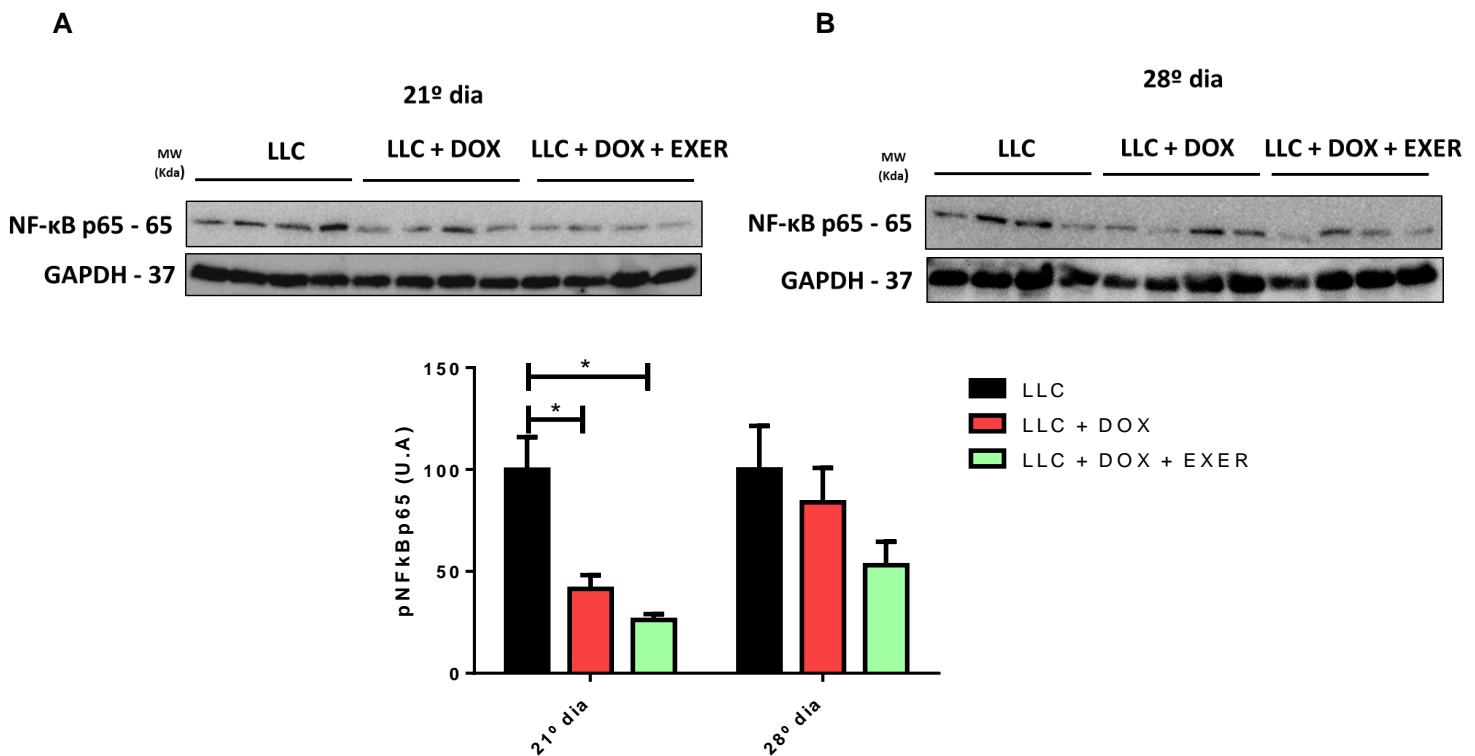 A
21º dia
MW
(Kda)
LLC
LLC + DOX
LLC + DOX + EXER
NF-κB p65 - 65
GAPDH - 37
B
28º dia
MW
(Kda)
LLC
LLC + DOX
LLC + DOX + EXER
NF-κB p65 - 65
GAPDH - 37
pNFkBp65 (U.A)
150
100
50
0
*
*
21º dia
28º dia
LLC
LLC + DOX
LLC + DOX + EXER